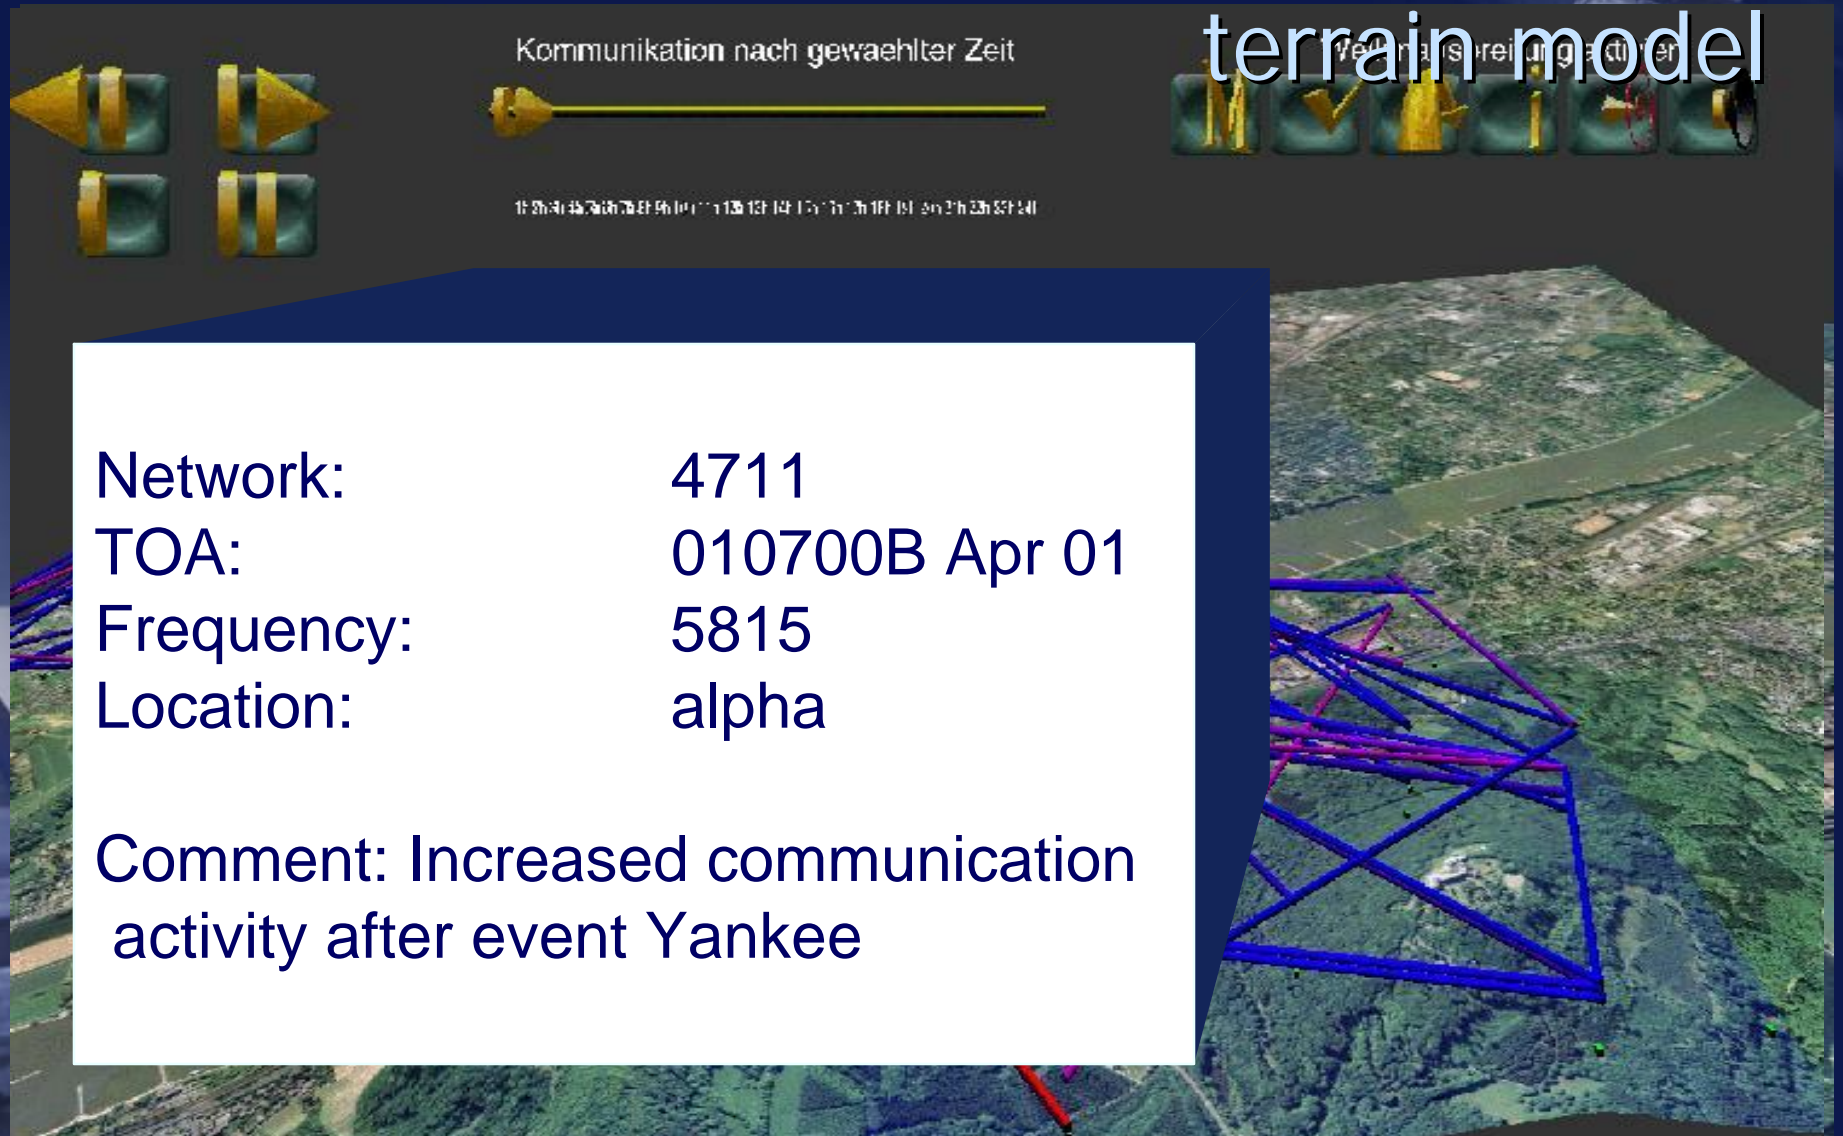 terrain model
Kommunikation nach gewaehlter Zeit
Network: 4711
TOA: 010700B Apr 01
Frequency: 5815
Location: alpha
Comment: Increased communication
activity after event Yankee